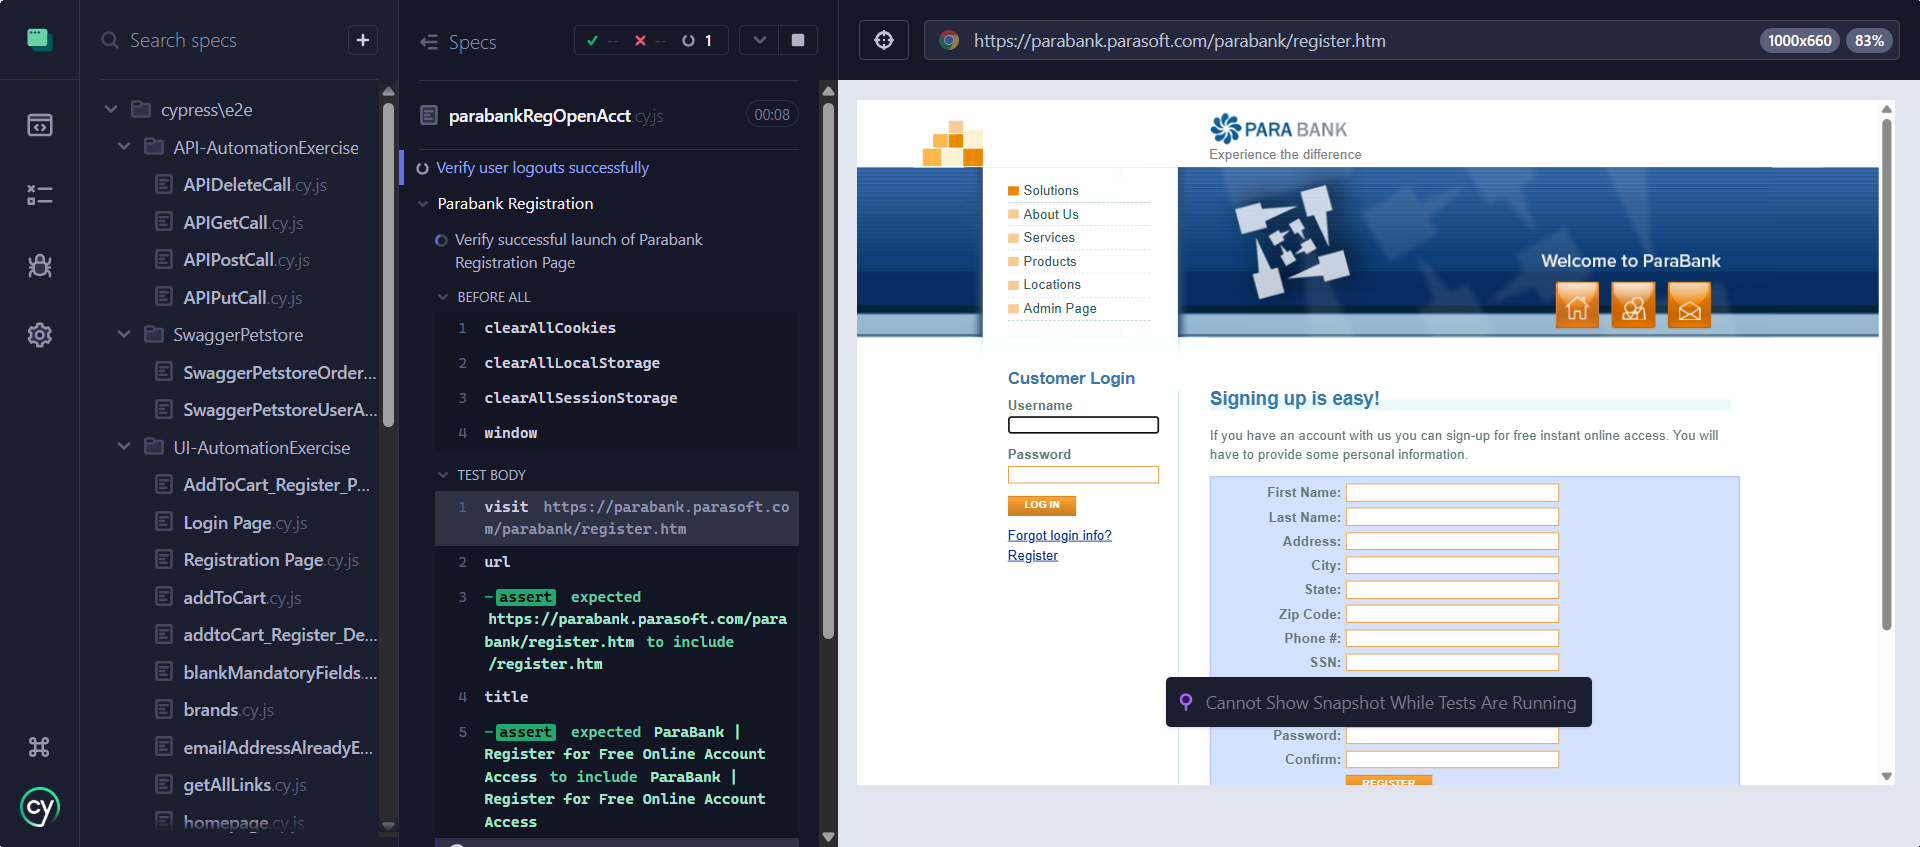 Search specs
cypress\e2e
API-AutomationExercise
APIDeleteCall.cy.js
APIGetCall.cy.js
APIPostCall.cy.js
APIPutCall.cy.js
SwaggerPetstore
SwaggerPetstoreOrder...
SwaggerPetstoreUserA...
UI-AutomationExercise
AddToCart_Register_P...
Login Page.cy.js
Registration Page.cy.js
addToCart.cy.js
addtoCart_Register_De...
blankMandatoryFields....
brands.cy.js
emailAddressAlreadyE...
getAllLinks.cy.js
homepage.cy.js
cy
Specs
-- -- 1
parabankRegOpenAcct.cy.js 00:08
Verify user logouts successfully
Parabank Registration
Verify successful launch of Parabank
Registration Page
BEFORE ALL
1 clearAllCookies
2 clearAllLocalStorage
3 clearAllSessionStorage
4 window
TEST BODY
1 visit https://parabank.parasoft.co
m/parabank/register.htm
2 url
3 -assert expected
https://parabank.parasoft.com/para
bank/register.htm to include
/register.htm
4 title
5 -assert expected ParaBank |
Register for Free Online Account
Access to include ParaBank |
Register for Free Online Account
Access
https://parabank.parasoft.com/parabank/register.htm 1000x660 83%
PARA BANK
Experience the difference
Solutions
About Us
Services
Products
Locations
Admin Page
Welcome to ParaBank
Customer Login
Username
Password
LOG IN
Forgot login info?
Register
Signing up is easy!
If you have an account with us you can sign-up for free instant online access. You will
have to provide some personal information.
First Name:
Last Name:
Address:
City:
State:
Zip Code:
Phone #:
SSN:
Cannot Show Snapshot While Tests Are Running
Password:
Confirm:
REGISTER